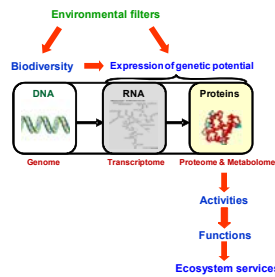 Environmental filters
Biodiversity
Expression of genetic potential
DNA
RNA
Proteins
Genome
Transcriptome
Proteome & Metabolome
Activities
Functions
Ecosystem services